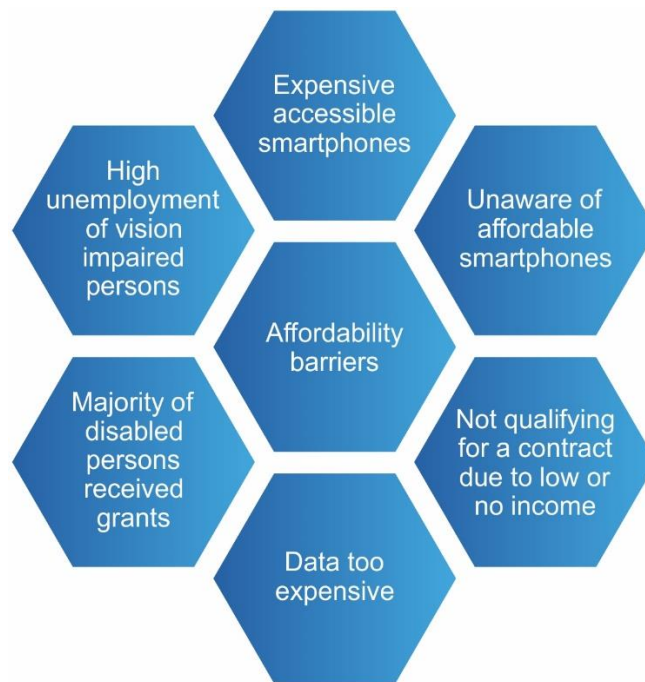 Expensive
accessible
smartphones
High
unemployment
of vision
impaired
persons
Unaware of
affordable
smartphones
Affordability
barriers
Majority of
disabled
persons
received
grants
Not qualifying
for a contract
due to low or
no income
Data too
expensive